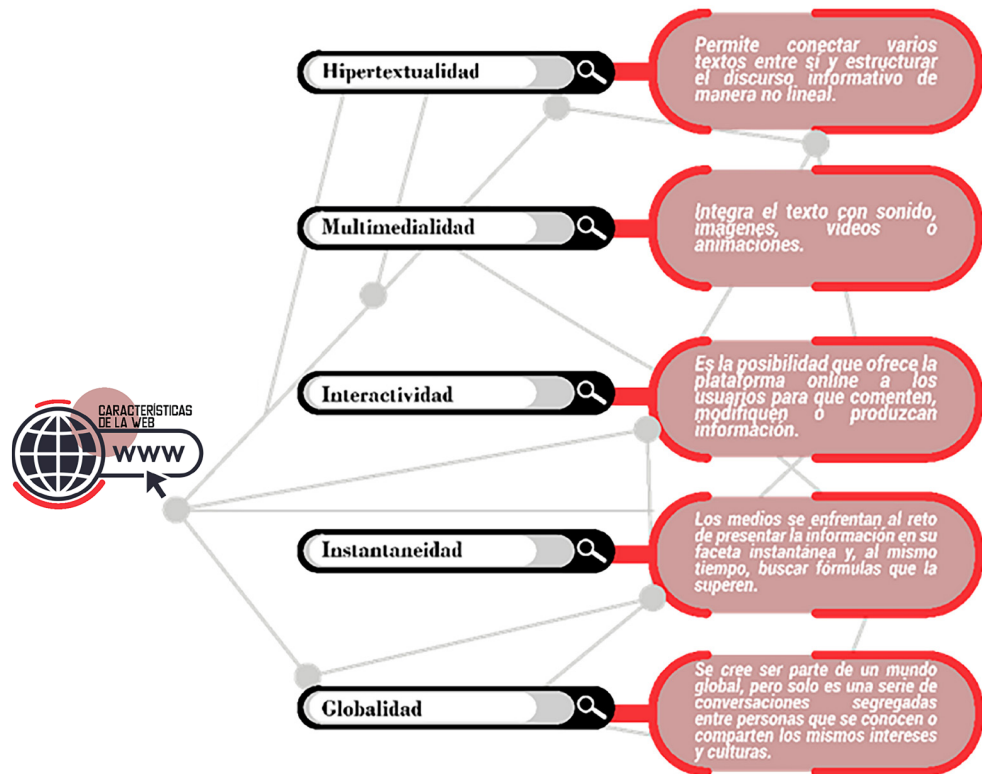 CARACTERÍSTICAS
DE LA WEB
WWW
Hipertextualidad
Permite conectar varios
textos entre sí y estructurar
el discurso informativo de
manera no lineal.
Multimedialidad
Integra el texto con sonido,
imágenes, videos o
animaciones.
Interactividad
Es la posibilidad que ofrece la
plataforma online a los
usuarios para que comenten,
modifiquen o produzcan
información.
Instantaneidad
Los medios se enfrentan al reto
de presentar la información en su
faceta instantánea y, al mismo
tiempo, buscar fórmulas que la
superen.
Globalidad
Se cree ser parte de un mundo
global, pero solo es una serie de
conversaciones segregadas
entre personas que se conocen o
comparten los mismos intereses
y culturas.